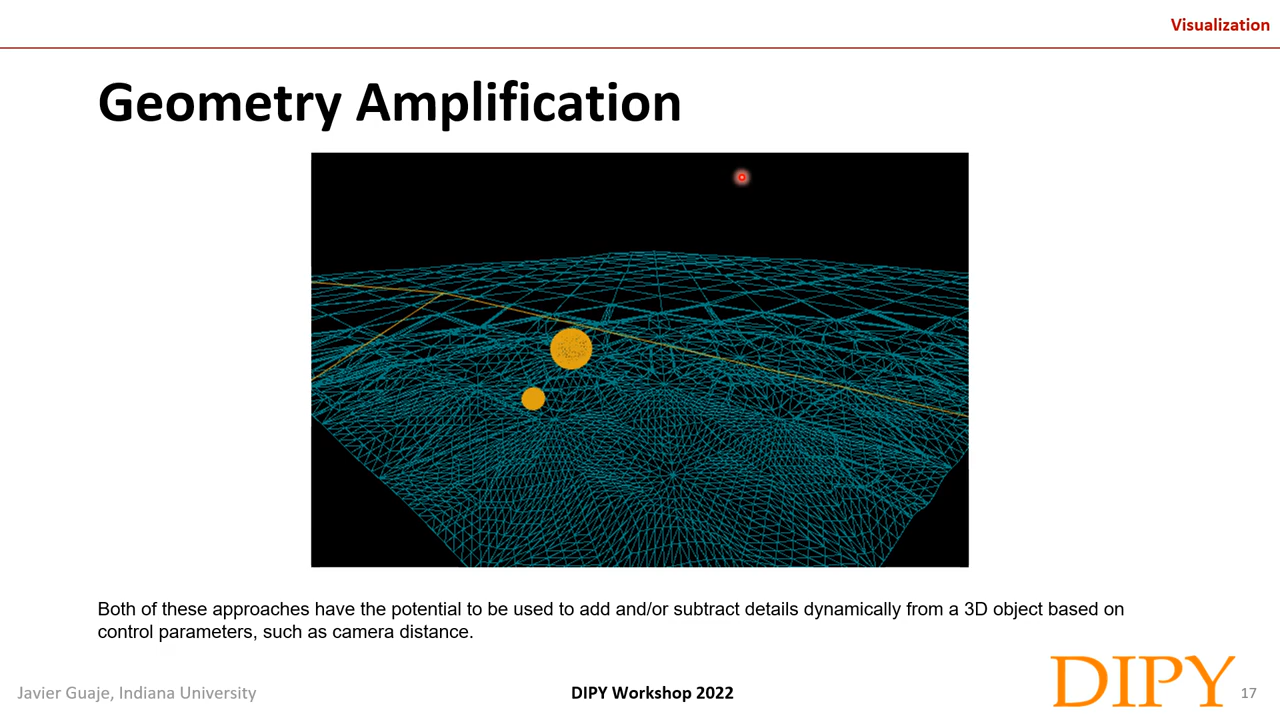 Visualization
Geometry Amplification
Both of these approaches have the potential to be used to add and/or subtract details dynamically from a 3D object based on
control parameters, such as camera distance.
Javier Guaje, Indiana University
DIPY Workshop 2022
DIPY
17